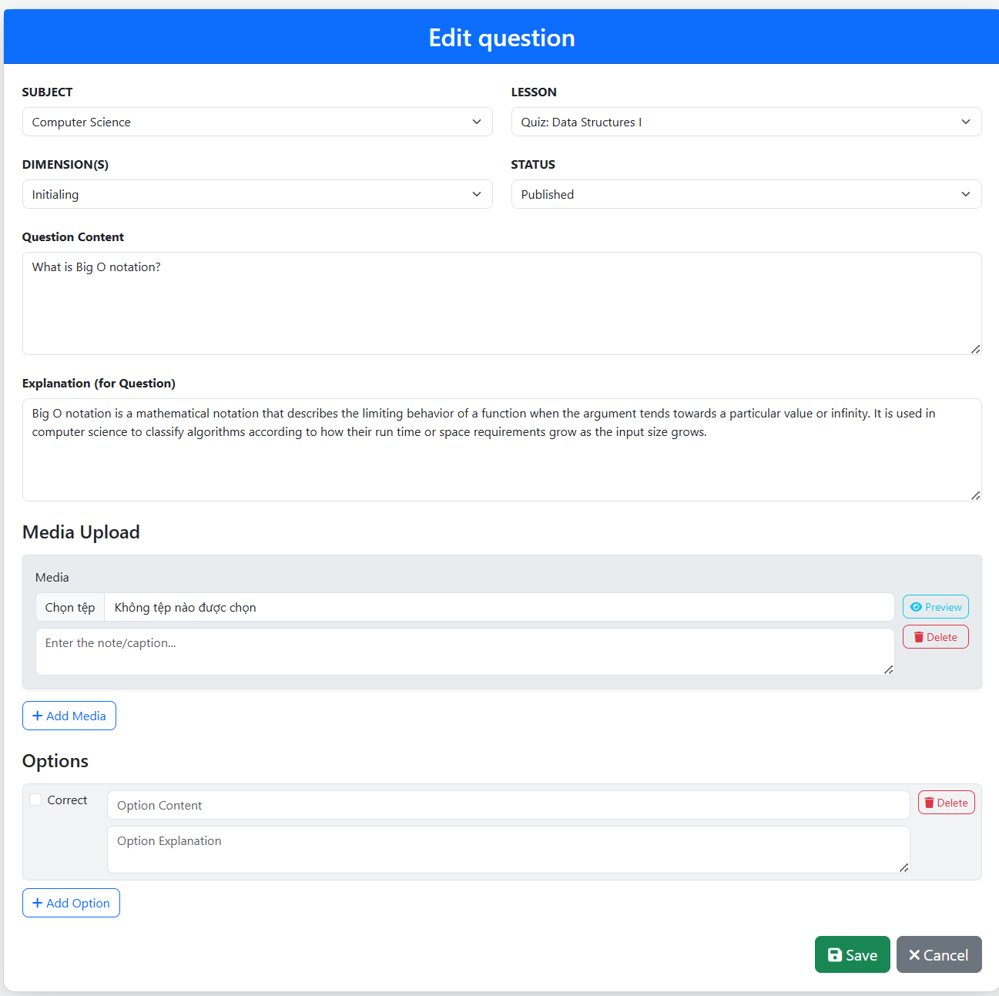 Edit question
SUBJECT
LESSON
Computer Science
Quiz: Data Structures I
DIMENSION(S)
STATUS
Initialing
Published
Question Content
What is Big O notation?
Explanation (for Question)
Big O notation is a mathematical notation that describes the limiting behavior of a function when the argument tends towards a particular value or infinity. It is used in
computer science to classify algorithms according to how their run time or space requirements grow as the input size grows.
Media Upload
Media
Chọn tệp Không tệp nào được chọn
Preview
Enter the note/caption...
Delete
+ Add Media
Options
Correct
Option Content
Delete
Option Explanation
+ Add Option
Save
Cancel